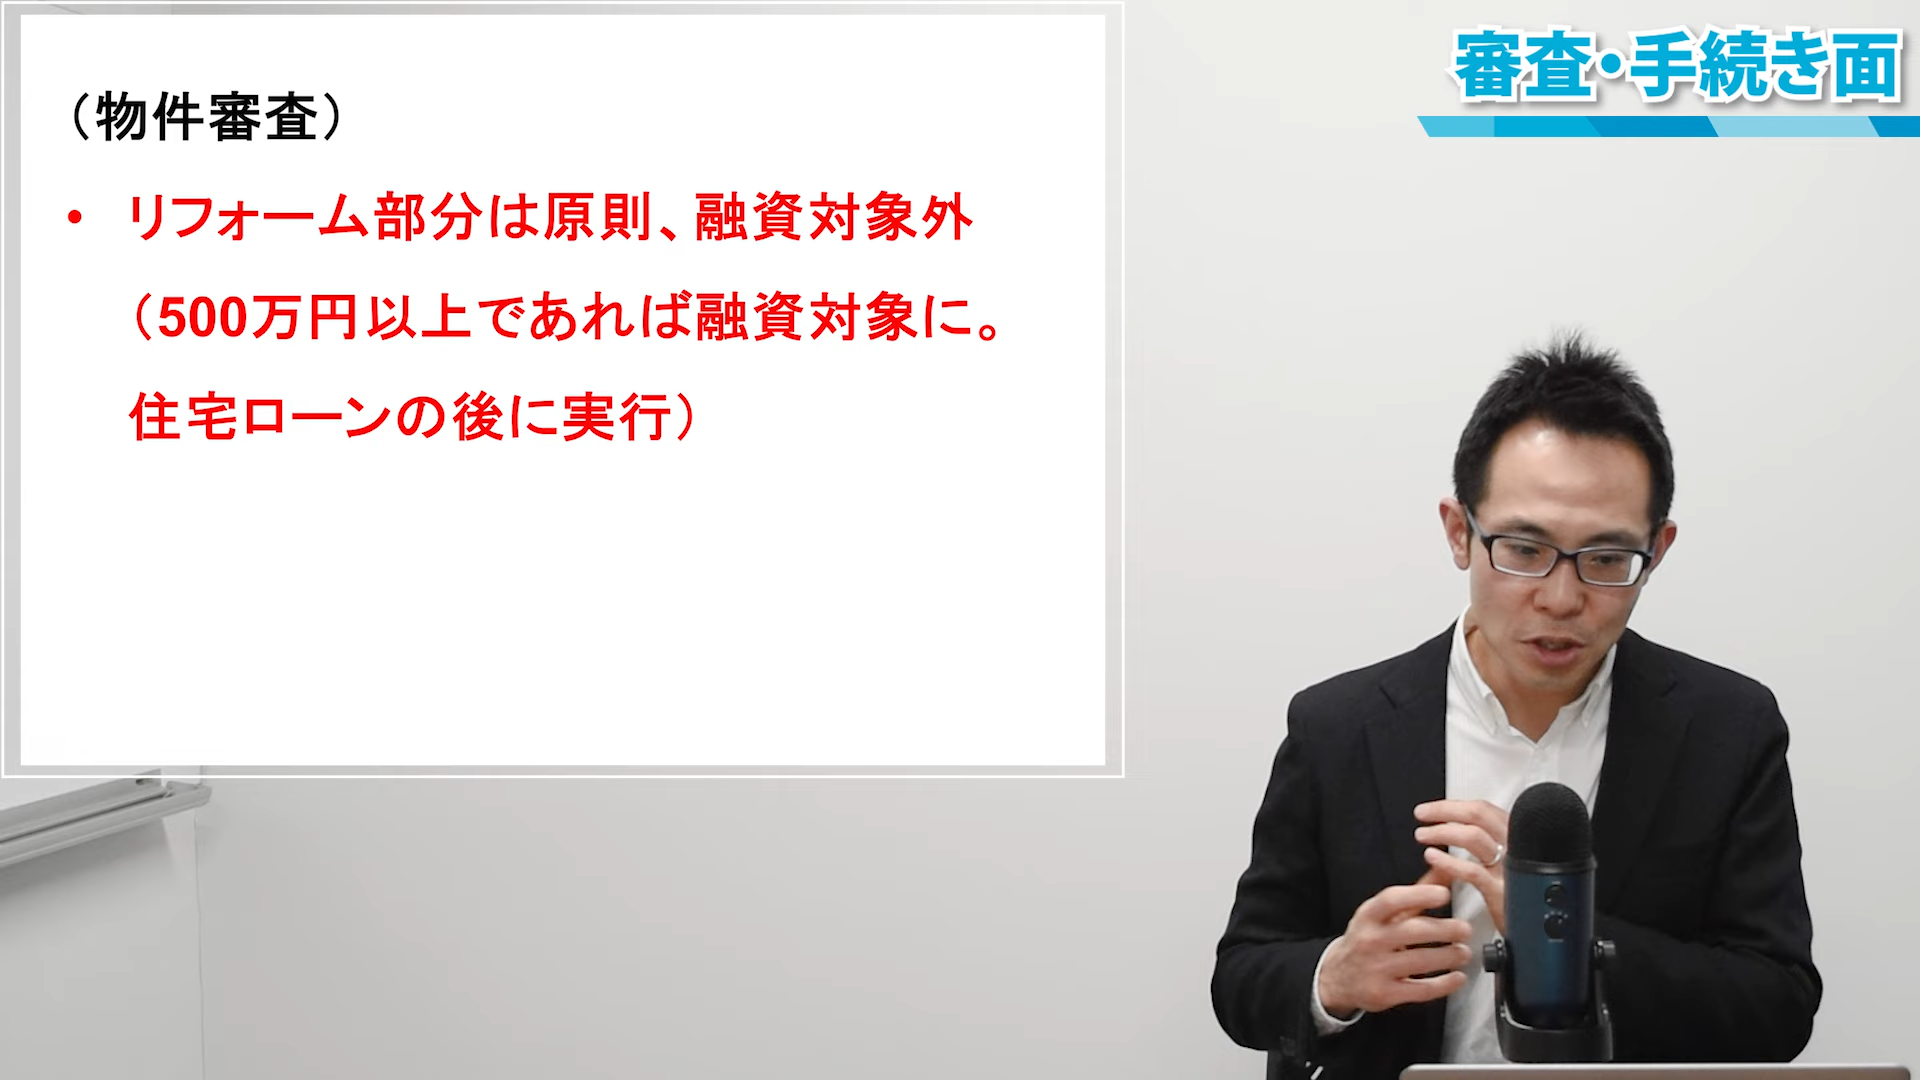 審査・手続き面
（物件審査）
• リフォーム部分は原則、融資対象外
（500万円以上であれば融資対象に。
住宅ローンの後に実行）